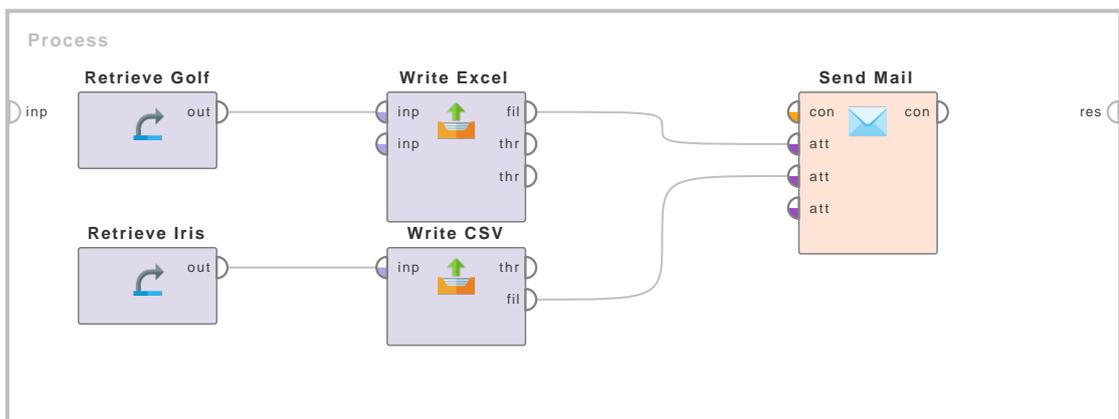 Process
Retrieve Golf
Write Excel
Send Mail
inp
out
inp
fil
con
con
res
inp
thr
att
thr
att
att
Retrieve Iris
Write CSV
out
inp
thr
fil